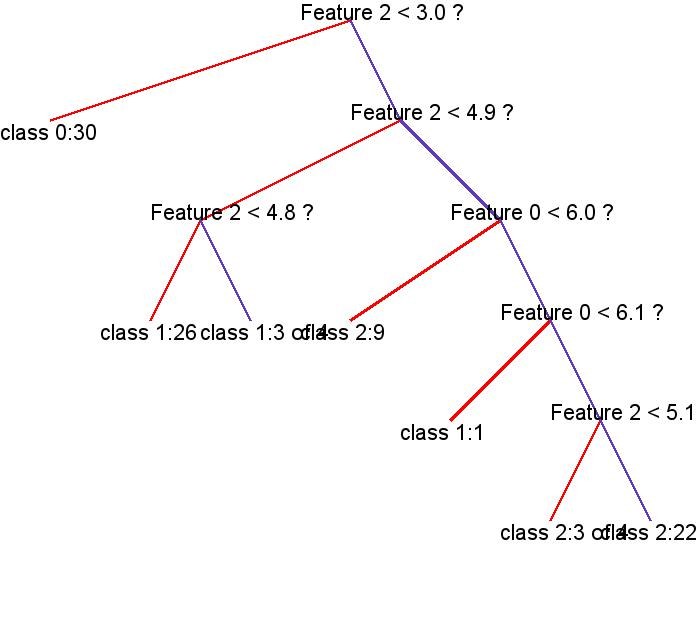 Feature 2 < 3.0 ?
Feature 2 < 4.9 ?
class 0:30
Feature 2 < 4.8 ?
Feature 0 < 6.0 ?
Feature 0 < 6.1 ?
class 1:26
class 1:3 of 4
class 2:9
Feature 2 < 5.1
class 1:1
class 2:3 of 4
class 2:22